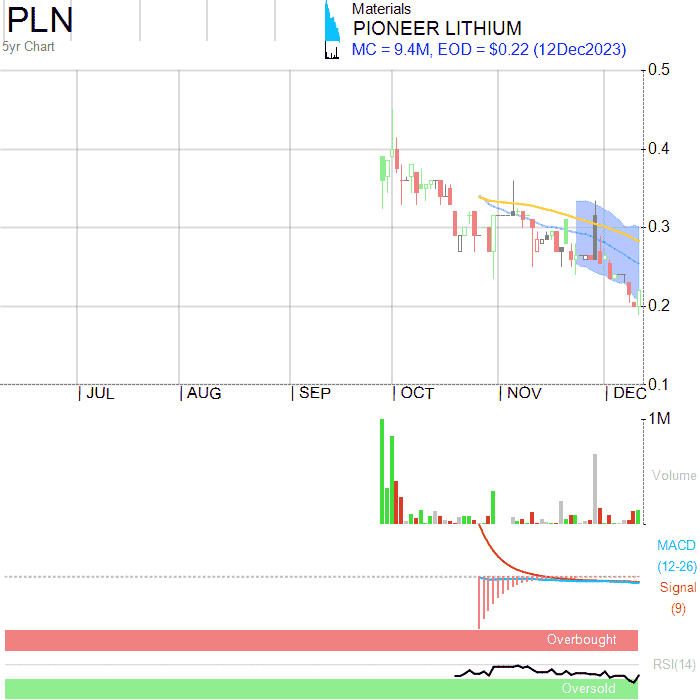 PLN
Materials
PIONEER LITHIUM
5yr Chart
MC = 9.4M, EOD = $0.22 (12Dec2023)
0.5
0.4
0.3
0.2
0.1
| JUL | AUG | SEP | OCT | NOV | DEC
1M
Volume
MACD
(12-26)
Signal
(9)
Overbought
RSI(14)
Oversold